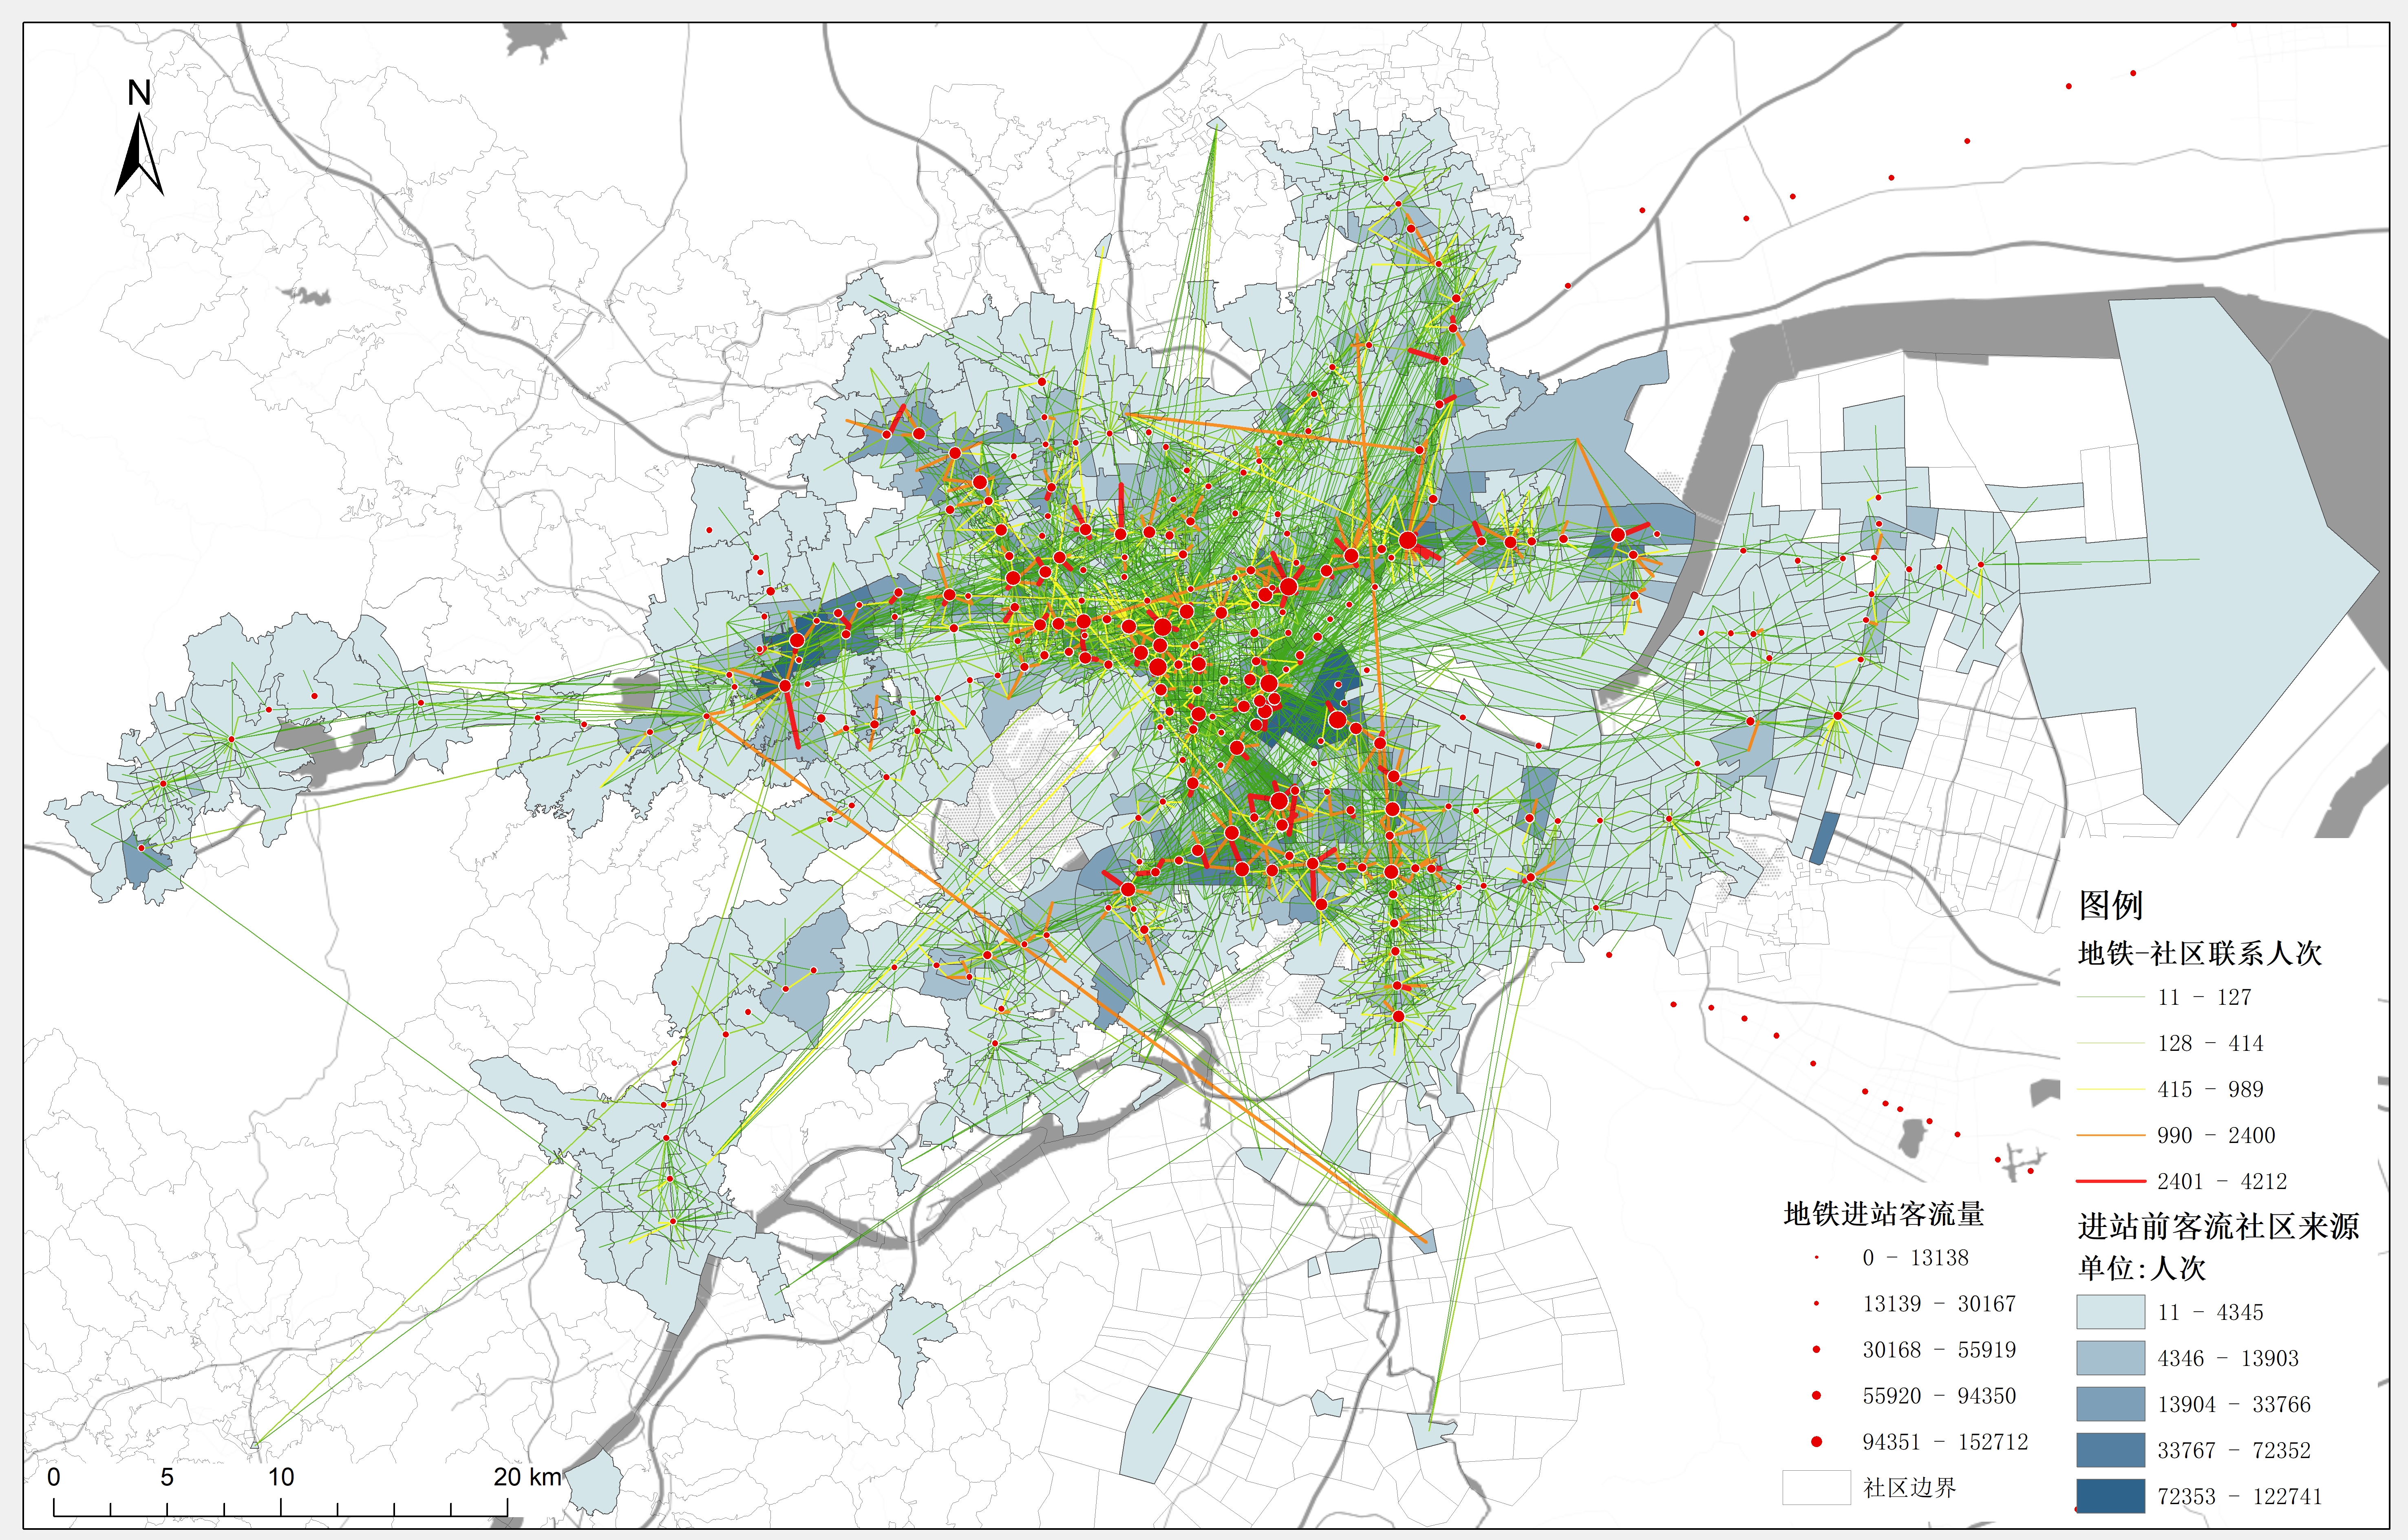 N
图例
地铁-社区联系人次
11 - 127
128 - 414
415 - 989
990 - 2400
2401 - 4212
地铁进站客流量
0 - 13138
13139 - 30167
30168 - 55919
55920 - 94350
94351 - 152712
社区边界
进站前客流社区来源
单位:人次
11 - 4345
4346 - 13903
13904 - 33766
33767 - 72352
72353 - 122741
0 5 10 20 km